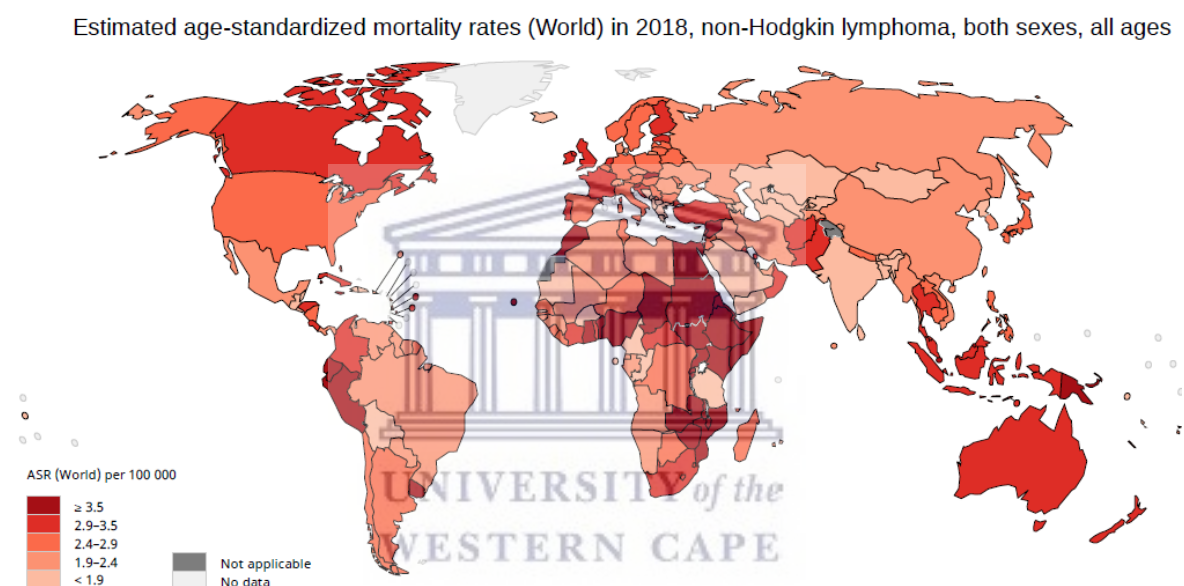 Estimated age-standardized mortality rates (World) in 2018, non-Hodgkin lymphoma, both sexes, all ages
UNIVERSITY of the
WESTERN CAPE
ASR (World) per 100 000
≥ 3.5
2.9–3.5
2.4–2.9
1.9–2.4
< 1.9
Not applicable
No data